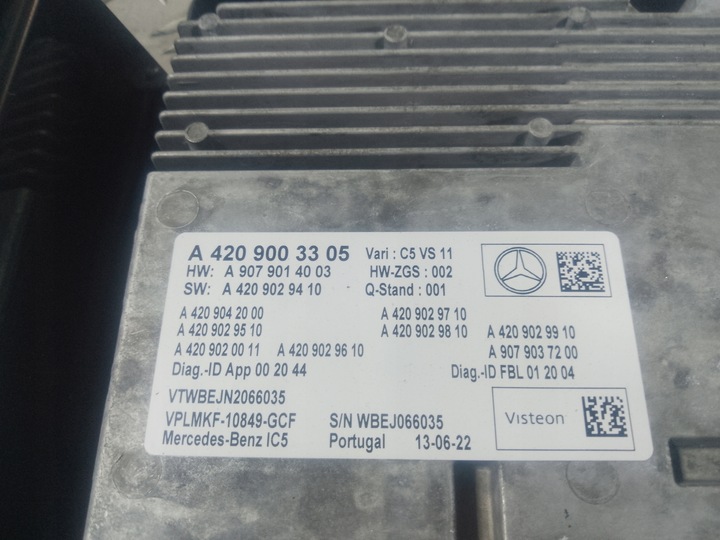 A 420 900 33 05 Vari : C5 VS 11
HW: A 907 901 40 03 HW-ZGS : 002
SW: A 420 902 94 10 Q-Stand : 001
A 420 904 20 00 A 420 902 97 10
A 420 902 95 10 A 420 902 98 10 A 420 902 99 10
A 420 902 00 11 A 420 902 96 10 A 907 903 72 00
Diag.-ID App 00 20 44 Diag.-ID FBL 01 20 04
VTWBEJN2066035
VPLMKF-10849-GCF S/N WBEJ066035 Visteon
Mercedes-Benz IC5 Portugal 13-06-22